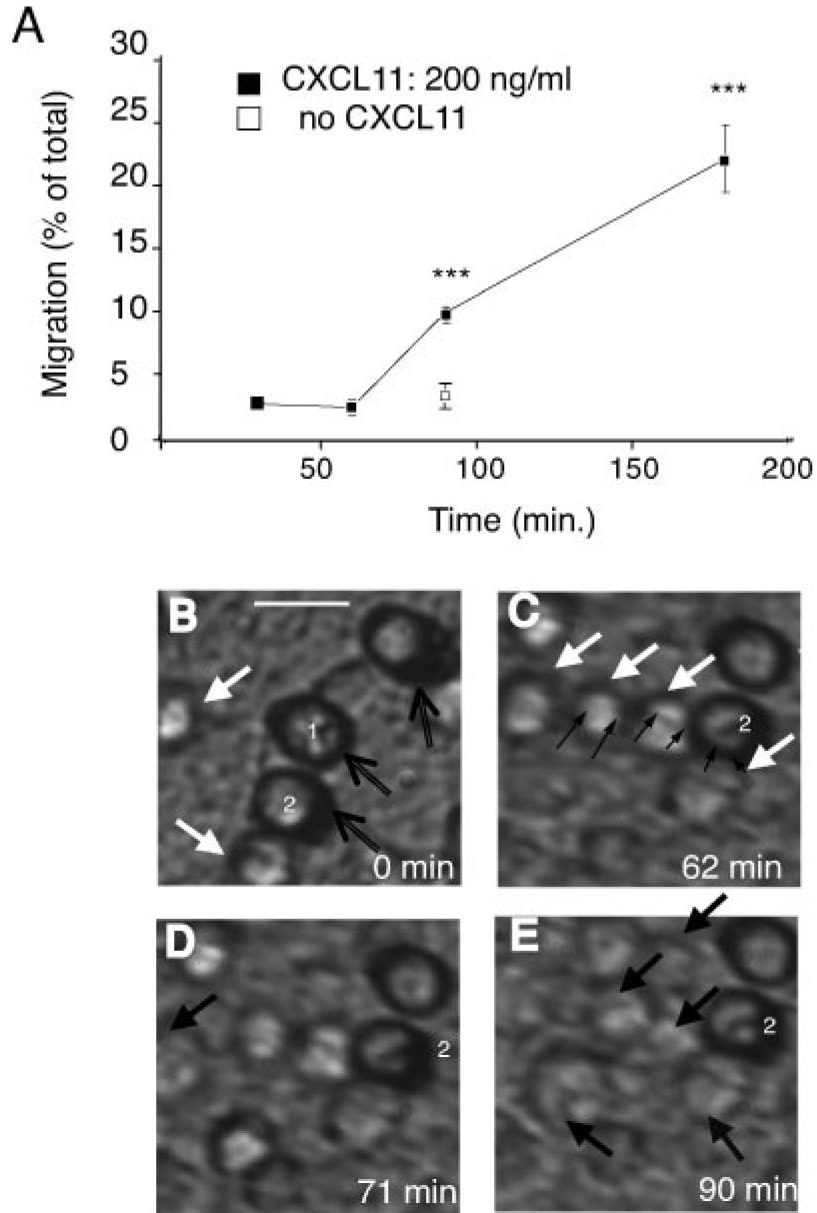 A
30
25
20
15
10
5
0
Migration (% of total)
CXCL11: 200 ng/ml
no CXCL11
***
***
50
100
150
200
Time (min.)
B
1
2
0 min
C
2
62 min
D
2
71 min
E
2
90 min